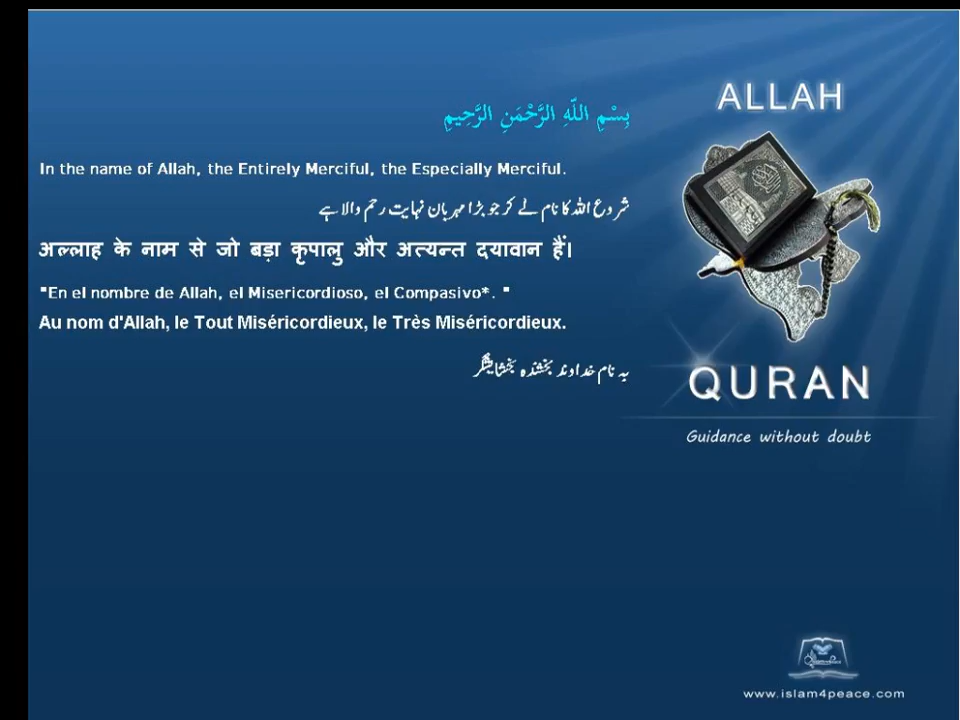 بِسْمِ اللَّهِ الرَّحْمَنِ الرَّحِيمِ
In the name of Allah, the Entirely Merciful, the Especially Merciful.
شروع الله کا نام لے کر جو بڑا مہربان نہایت رحم والا ہے
अल्लाह के नाम से जो बड़ा कृपालु और अत्यन्त दयावान हैं।
"En el nombre de Allah, el Misericordioso, el Compasivo*. "
Au nom d'Allah, le Tout Miséricordieux, le Très Miséricordieux.
به نام خداوند بخشنده بخشایشگر
ALLAH
QURAN
Guidance without doubt
www.islam4peace.com